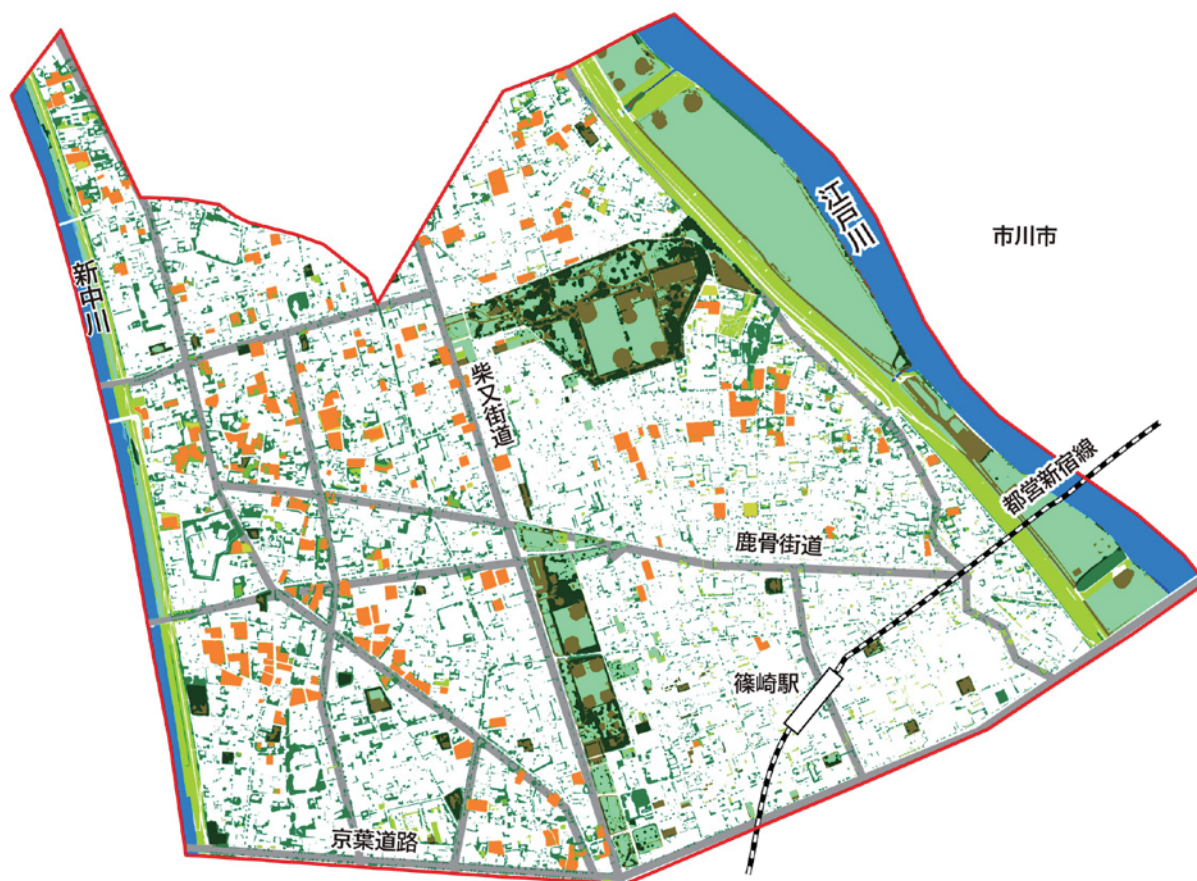 江戸川
市川市
新中川
柴又街道
都営新宿線
鹿骨街道
篠崎駅
京葉道路